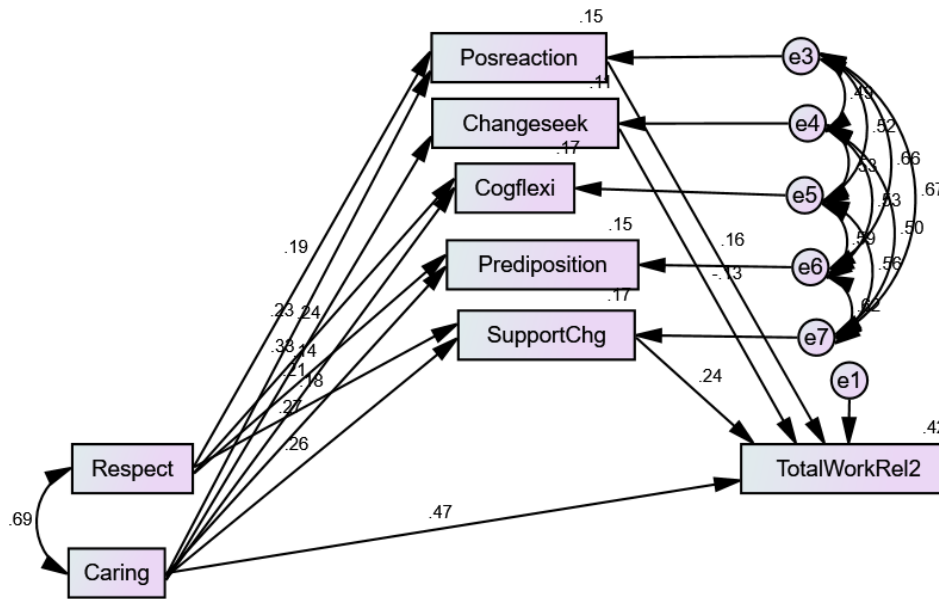 .15
Posreaction
e3
.11
.49
Changeseek
e4
.52
.17
.53
.66
Cogflexi
e5
.53
.67
.15
.50
.19
.16
.59
Prediposition
e6
.56
-.13
.17
.62
.23
.24
SupportChg
e7
.33
.14
.21
.18
.24
e1
.27
.26
.42
Respect
TotalWorkRel2
.69
.47
Caring